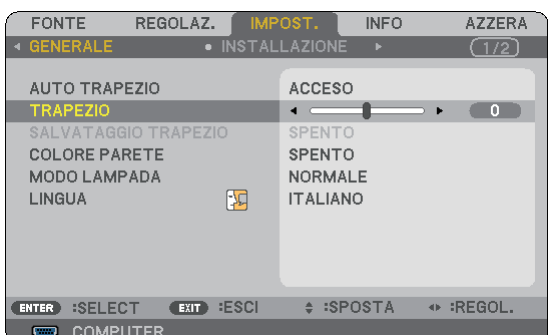 FONTE REGOLAZ. IMPOST. INFO AZZERA
GENERALE INSTALLAZIONE 1/2
AUTO TRAPEZIO ACCESO
TRAPEZIO 0
SALVATAGGIO TRAPEZIO SPENTO
COLORE PARETE SPENTO
MODO LAMPADA NORMALE
LINGUA ITALIANO
ENTER :SELECT EXIT :ESCI :SPOSTA :REGOL.
COMPUTER